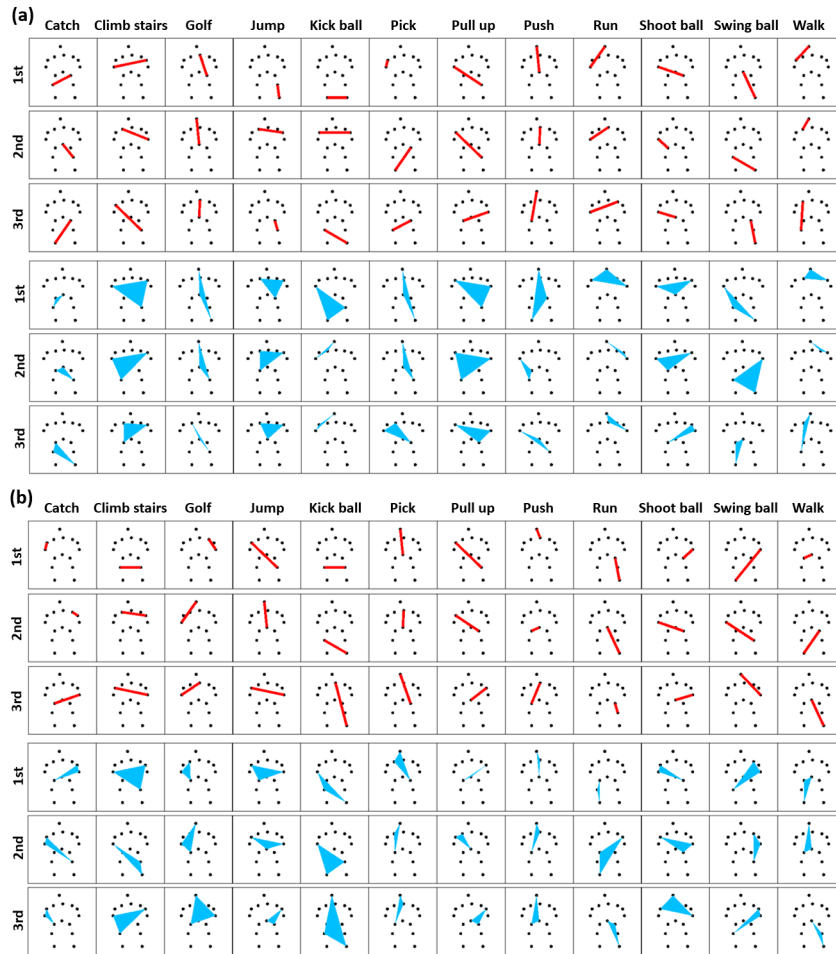 (a)
Catch Climb stairs Golf Jump Kick ball Pick Pull up Push Run Shoot ball Swing ball Walk
1st
2nd
3rd
1st
2nd
3rd
(b)
Catch Climb stairs Golf Jump Kick ball Pick Pull up Push Run Shoot ball Swing ball Walk
1st
2nd
3rd
1st
2nd
3rd